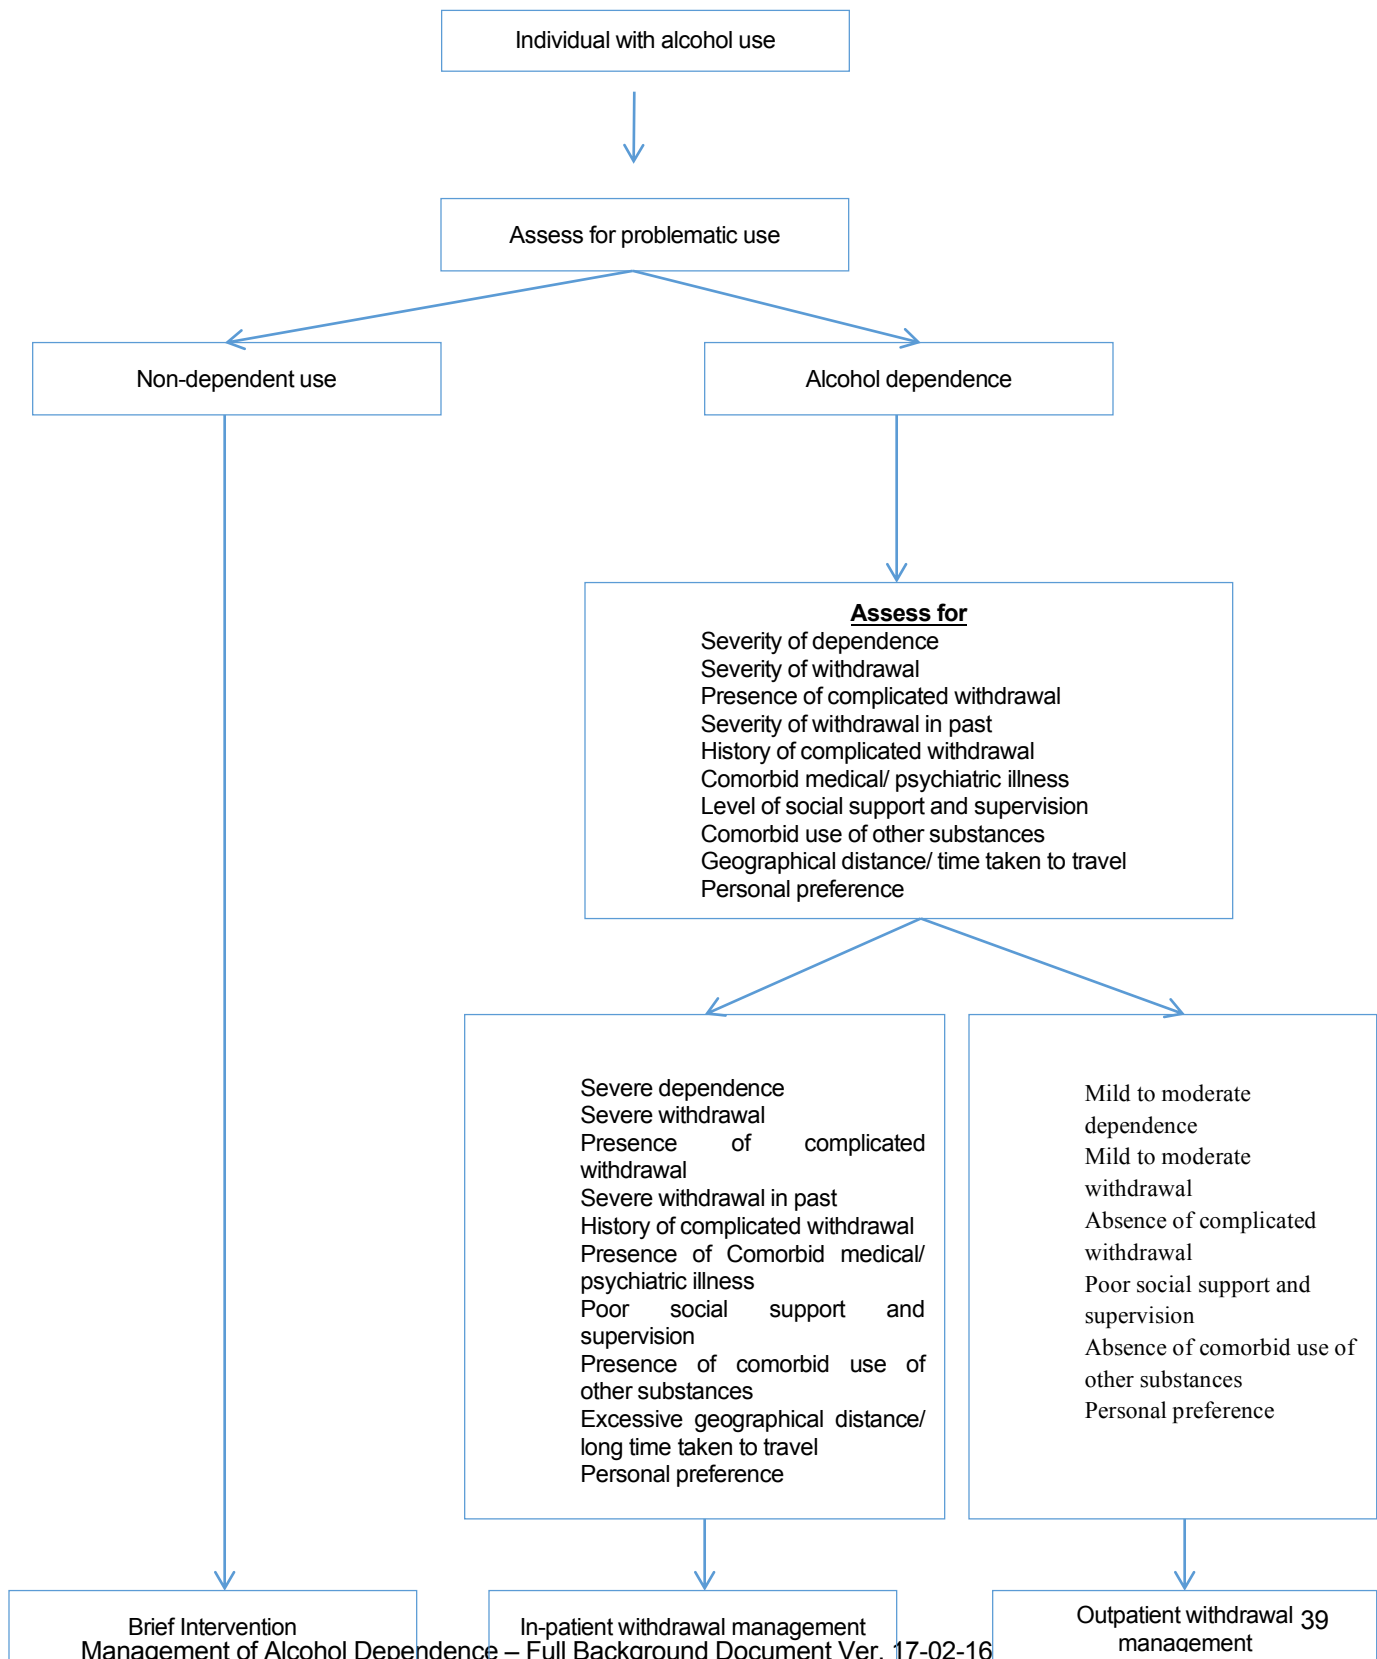 Individual with alcohol use
Assess for problematic use
Non-dependent use
Alcohol dependence
Assess for
Severity of dependence
Severity of withdrawal
Presence of complicated withdrawal
Severity of withdrawal in past
History of complicated withdrawal
Comorbid medical/ psychiatric illness
Level of social support and supervision
Comorbid use of other substances
Geographical distance/ time taken to travel
Personal preference
Severe dependence
Severe withdrawal
Presence of complicated
withdrawal
Severe withdrawal in past
History of complicated withdrawal
Presence of Comorbid medical/
psychiatric illness
Poor social support and
supervision
Presence of comorbid use of
other substances
Excessive geographical distance/
long time taken to travel
Personal preference
Mild to moderate
dependence
Mild to moderate
withdrawal
Absence of complicated
withdrawal
Poor social support and
supervision
Absence of comorbid use of
other substances
Personal preference
Brief Intervention
In-patient withdrawal management
Outpatient withdrawal
management
39
Management of Alcohol Dependence – Full Background Document Ver. 17-02-16